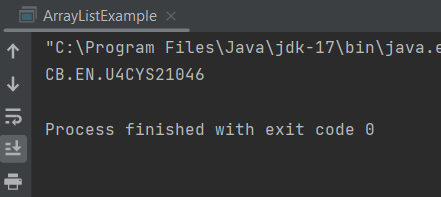 ArrayListExample
"C:\Program Files\Java\jdk-17\bin\java.e
CB.EN.U4CYS21046
Process finished with exit code 0